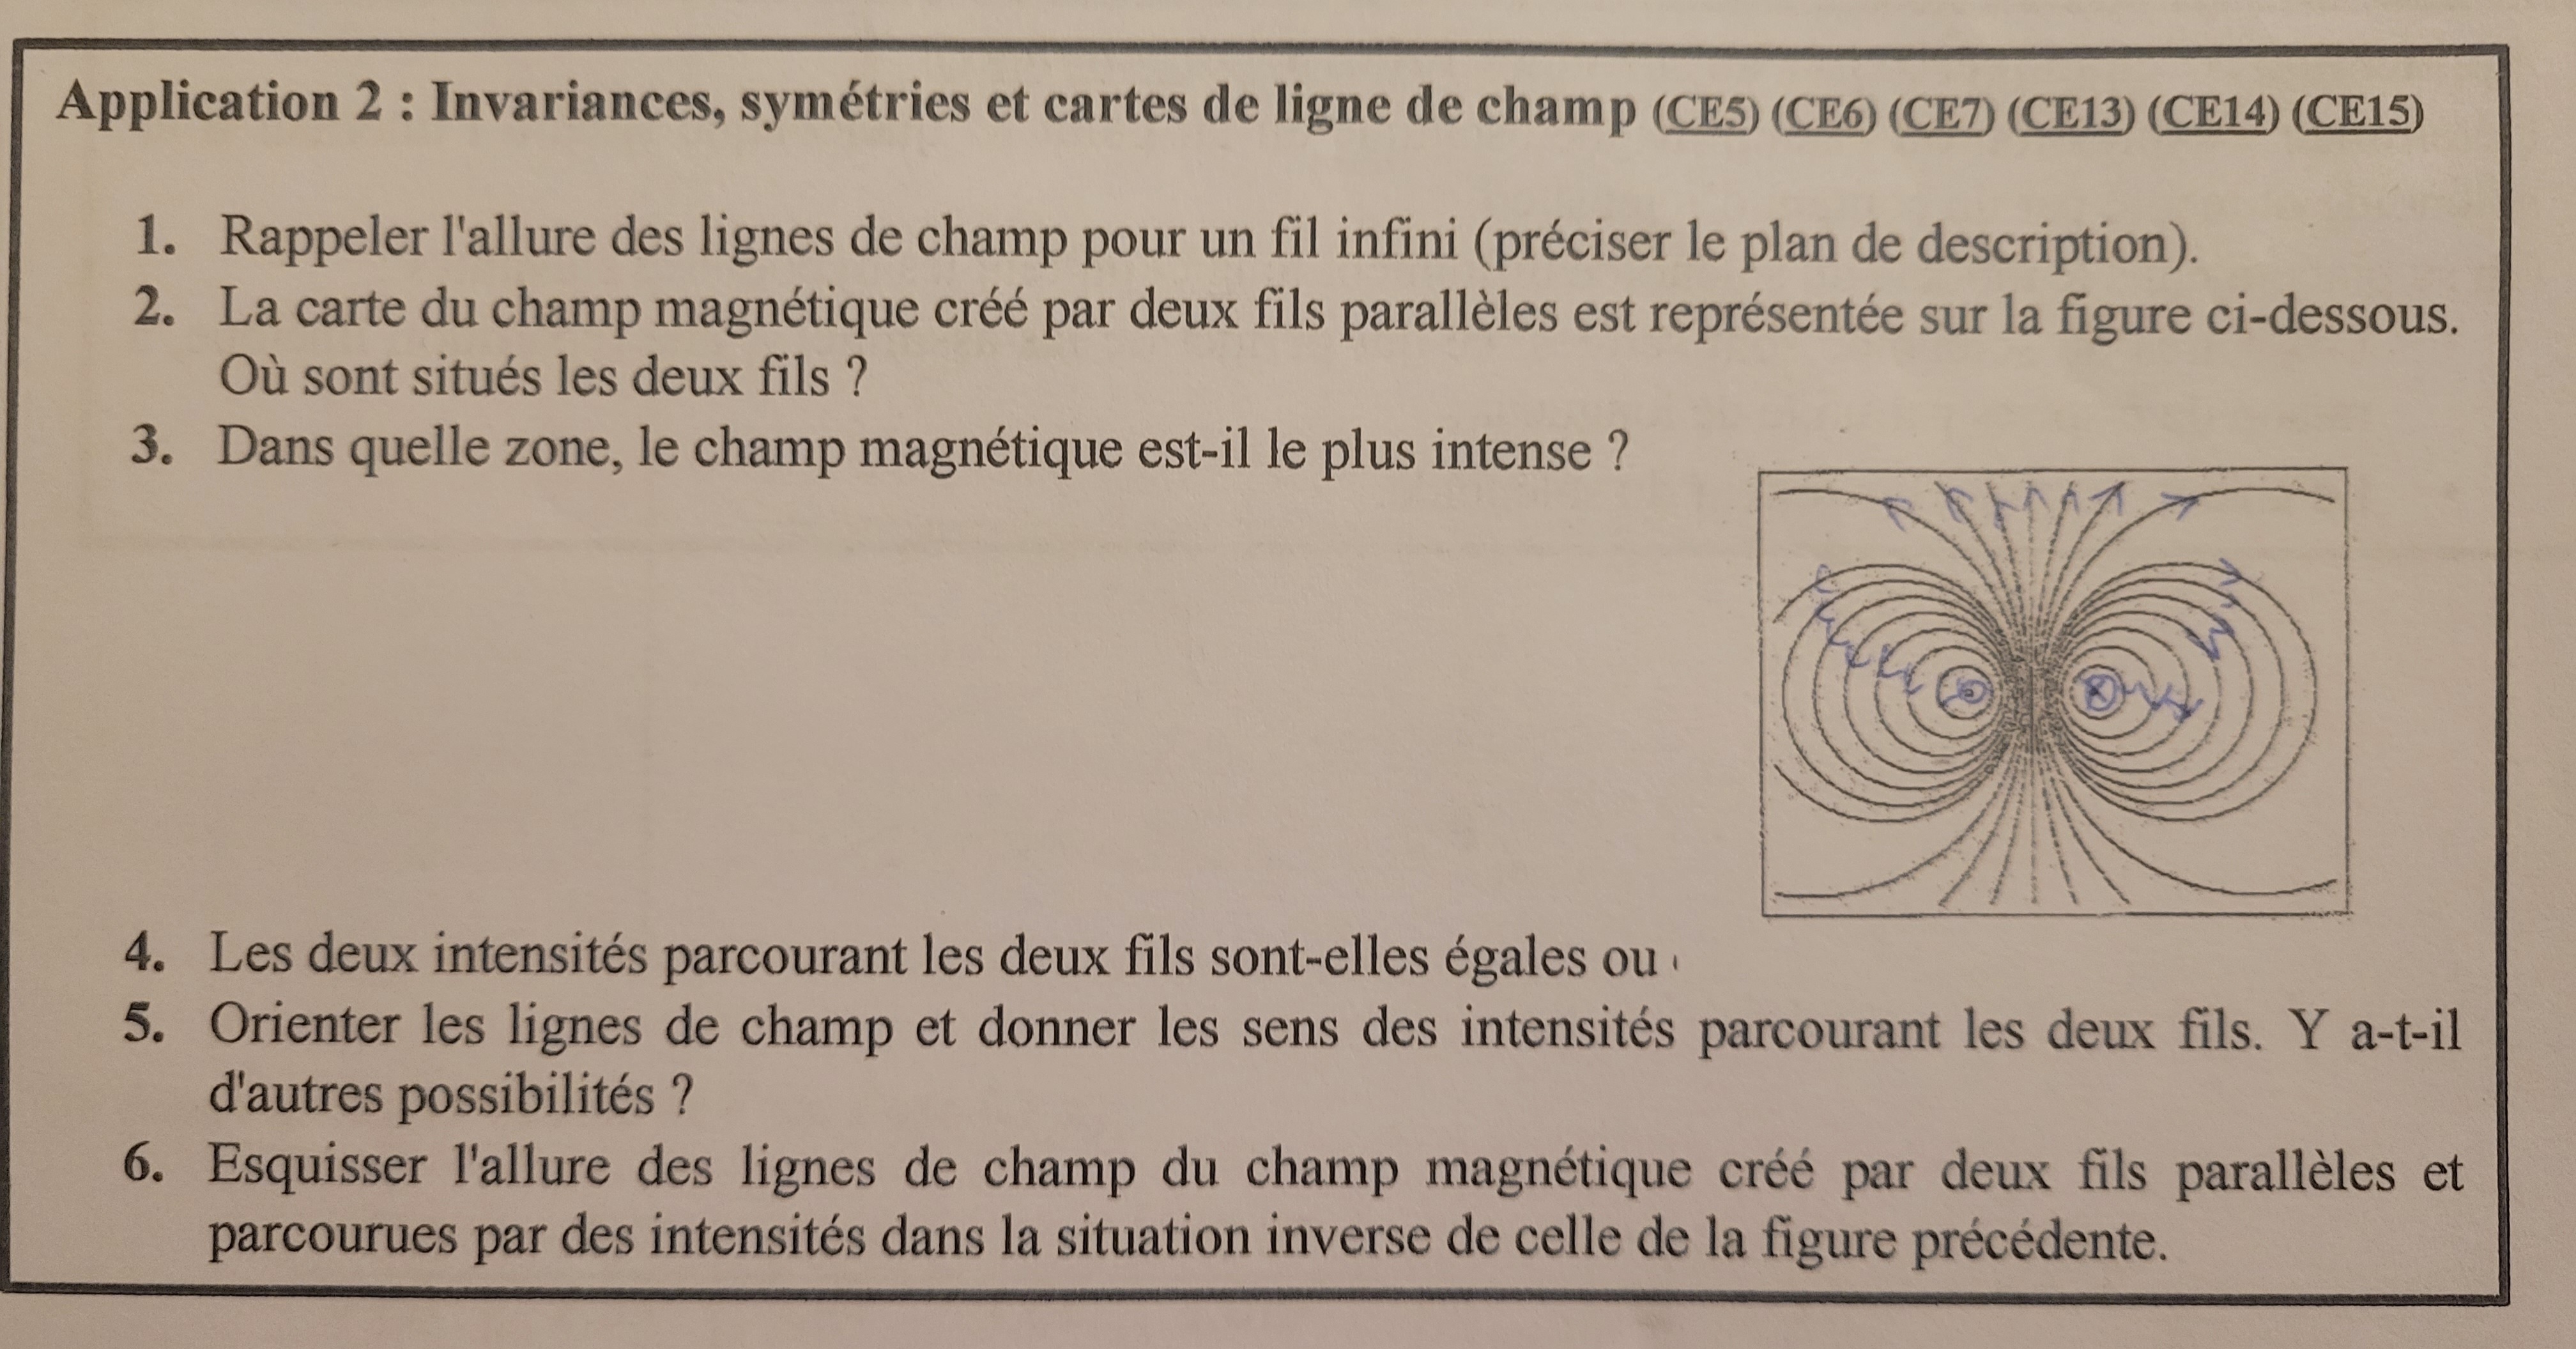 Application 2 : Invariances, symétries et cartes de ligne de champ (CE5) (CE6) (CE7) (CE13) (CE14) (CE15)
1. Rappeler l'allure des lignes de champ pour un fil infini (préciser le plan de description).
2. La carte du champ magnétique créé par deux fils parallèles est représentée sur la figure ci-dessous.
Où sont situés les deux fils ?
3. Dans quelle zone, le champ magnétique est-il le plus intense ?
4. Les deux intensités parcourant les deux fils sont-elles égales ou
5. Orienter les lignes de champ et donner les sens des intensités parcourant les deux fils. Y a-t-il
d'autres possibilités ?
6. Esquisser l'allure des lignes de champ du champ magnétique créé par deux fils parallèles et
parcourues par des intensités dans la situation inverse de celle de la figure précédente.